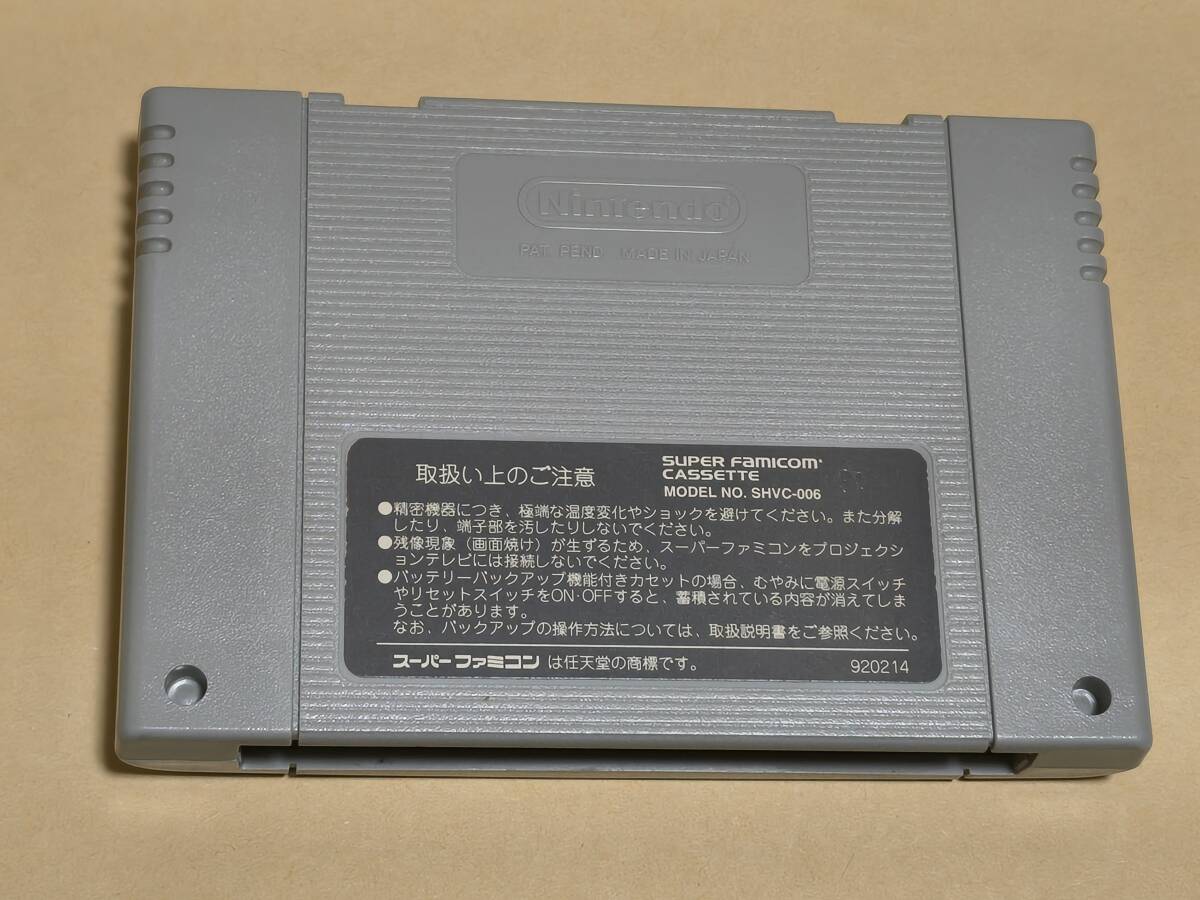 Nintendo
PAT. PEND. MADE IN JAPAN
取扱い上のご注意
SUPER FAMICOM
CASSETTE
MODEL NO. SHVC-006
●精密機器につき、極端な温度変化やショックを避けてください。また分解
したり、端子部を汚したりしないでください。
●残像現象（画面焼け）が生ずるため、スーパーファミコンをプロジェクシ
ョンテレビには接続しないでください。
●バッテリーバックアップ機能付きカセットの場合、むやみに電源スイッチ
やリセットスイッチをON·OFFすると、蓄積されている内容が消えてしま
うことがあります。
なお、バックアップの操作方法については、取扱説明書をご参照ください。
スーパーファミコン は任天堂の商標です。
920214